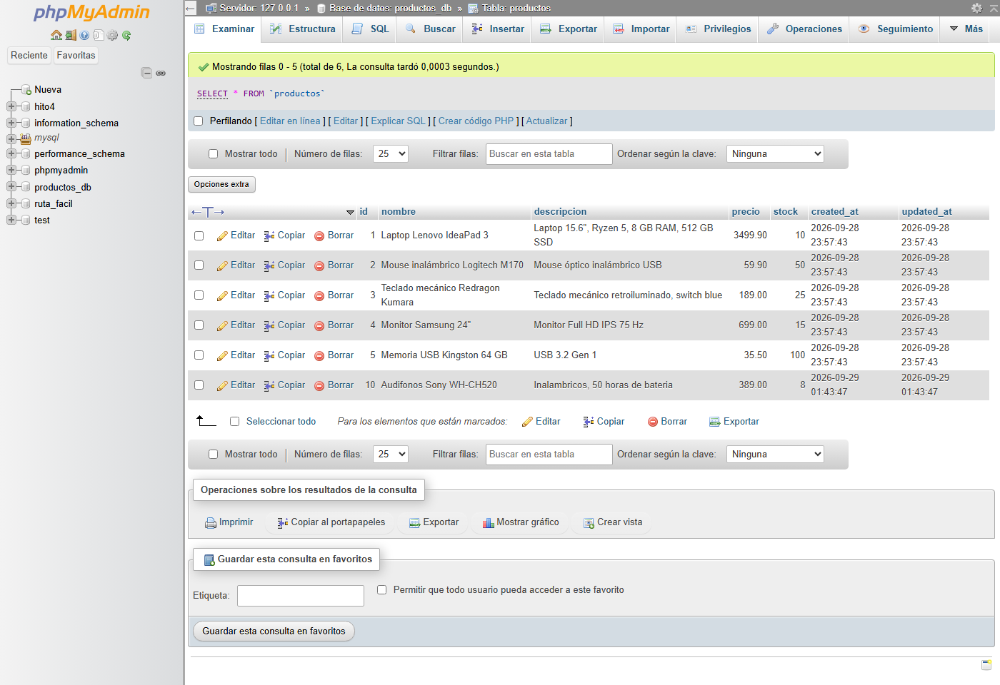 phpMyAdmin
Reciente Favoritas
Nueva
hito4
information_schema
mysql
performance_schema
phpmyadmin
productos_db
ruta_facil
test
Servidor: 127.0.0.1 » Base de datos: productos_db » Tabla: productos
Examinar Estructura SQL Buscar Insertar Exportar Importar Privilegios Operaciones Seguimiento Más
Mostrando filas 0 - 5 (total de 6, La consulta tardó 0,0003 segundos.)
SELECT * FROM `productos`
Perfilando [ Editar en línea ] [ Editar ] [ Explicar SQL ] [ Crear código PHP ] [ Actualizar ]
Mostrar todo Número de filas: 25 Filtrar filas: Buscar en esta tabla Ordenar según la clave: Ninguna
Opciones extra
←T→ id nombre descripcion precio stock created_at updated_at
Editar Copiar Borrar 1 Laptop Lenovo IdeaPad 3 Laptop 15.6", Ryzen 5, 8 GB RAM, 512 GB SSD 3499.90 10 2026-09-28 23:57:43 2026-09-28 23:57:43
Editar Copiar Borrar 2 Mouse inalámbrico Logitech M170 Mouse óptico inalámbrico USB 59.90 50 2026-09-28 23:57:43 2026-09-28 23:57:43
Editar Copiar Borrar 3 Teclado mecánico Redragon Kumara Teclado mecánico retroiluminado, switch blue 189.00 25 2026-09-28 23:57:43 2026-09-28 23:57:43
Editar Copiar Borrar 4 Monitor Samsung 24" Monitor Full HD IPS 75 Hz 699.00 15 2026-09-28 23:57:43 2026-09-28 23:57:43
Editar Copiar Borrar 5 Memoria USB Kingston 64 GB USB 3.2 Gen 1 35.50 100 2026-09-28 23:57:43 2026-09-28 23:57:43
Editar Copiar Borrar 10 Audifonos Sony WH-CH520 Inalambricos, 50 horas de bateria 389.00 8 2026-09-29 01:43:47 2026-09-29 01:43:47
Seleccionar todo Para los elementos que están marcados: Editar Copiar Borrar Exportar
Mostrar todo Número de filas: 25 Filtrar filas: Buscar en esta tabla Ordenar según la clave: Ninguna
Operaciones sobre los resultados de la consulta
Imprimir Copiar al portapapeles Exportar Mostrar gráfico Crear vista
Guardar esta consulta en favoritos
Etiqueta: Permitir que todo usuario pueda acceder a este favorito
Guardar esta consulta en favoritos